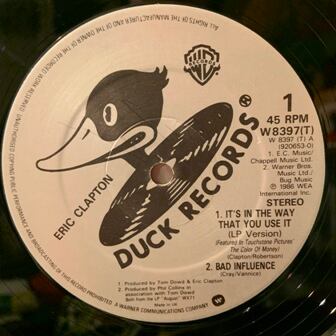 ALL RIGHTS OF THE MANUFACTURER AND OF THE OWNER OF THE RECORDED WORK RESERVED. UNAUTHORISED COPYING PUBLIC PERFORMANCE AND BROADCASTING OF THIS RECORD PROHIBITED. A WARNER COMMUNICATIONS COMPANY.
WARNER BROS. RECORDS
ERIC CLAPTON
DUCK RECORDS
1
45 RPM
W 8397(T)
W 8397 (T) A
(920653-0)
1. E.C. Music/
Chappell Music Ltd.
2. Warner Bros.
Music Ltd./
Bug Music
℗ 1986 WEA
International Inc.
STEREO
1. IT'S IN THE WAY
THAT YOU USE IT
(LP Version)
(Featured In Touchstone Pictures'
The Color Of Money)
(Clapton/Robertson)
2. BAD INFLUENCE
(Cray/Vannice)
1. Produced by Tom Dowd & Eric Clapton
2. Produced by Phil Collins in
association with Tom Dowd
Both from the LP "August" WX71
Made in UK